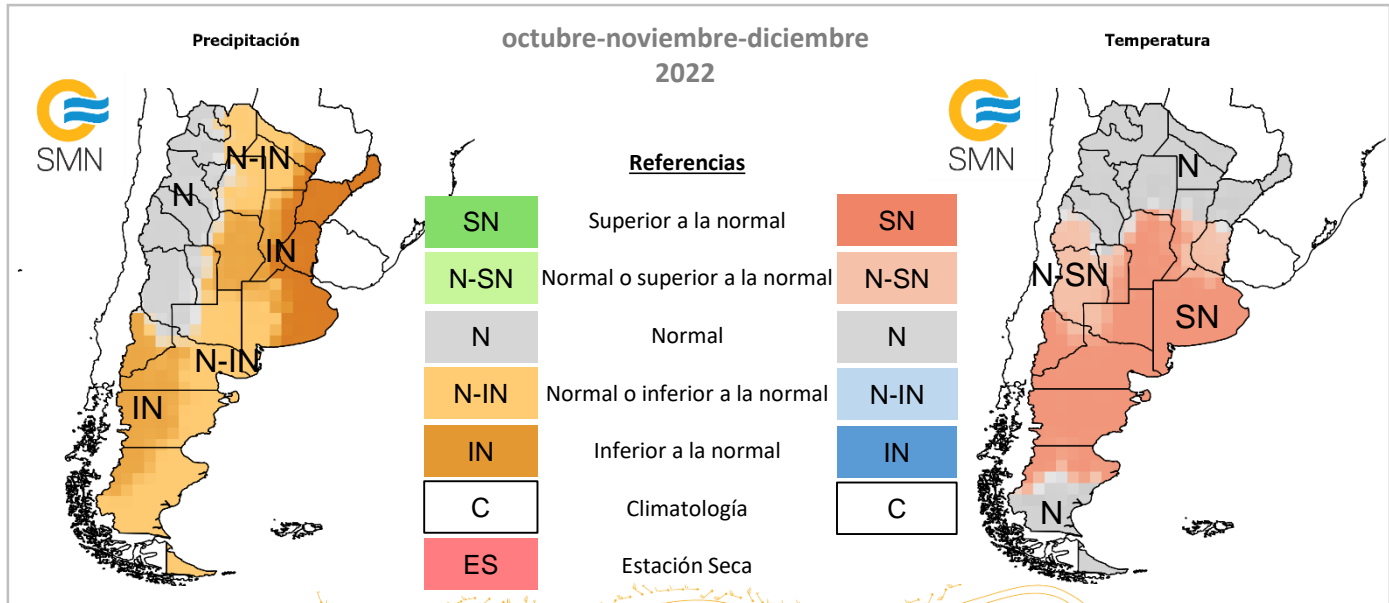 Precipitación
octubre-noviembre-diciembre
2022
Temperatura
SMN
SMN
N-IN
N
IN
N-IN
IN
Referencias
SN Superior a la normal SN
N-SN Normal o superior a la normal N-SN
N Normal N
N-IN Normal o inferior a la normal N-IN
IN Inferior a la normal IN
C Climatología C
ES Estación Seca
N
N-SN
SN
N